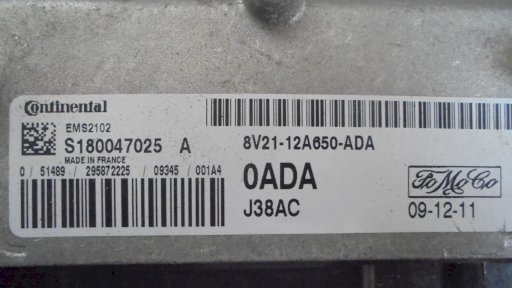 Continental
EMS2102
S180047025 A
MADE IN FRANCE
0 / 51489 / 295872225 / 09345 / 001A4
8V21-12A650-ADA
0ADA
J38AC
FoMoCo
09-12-11